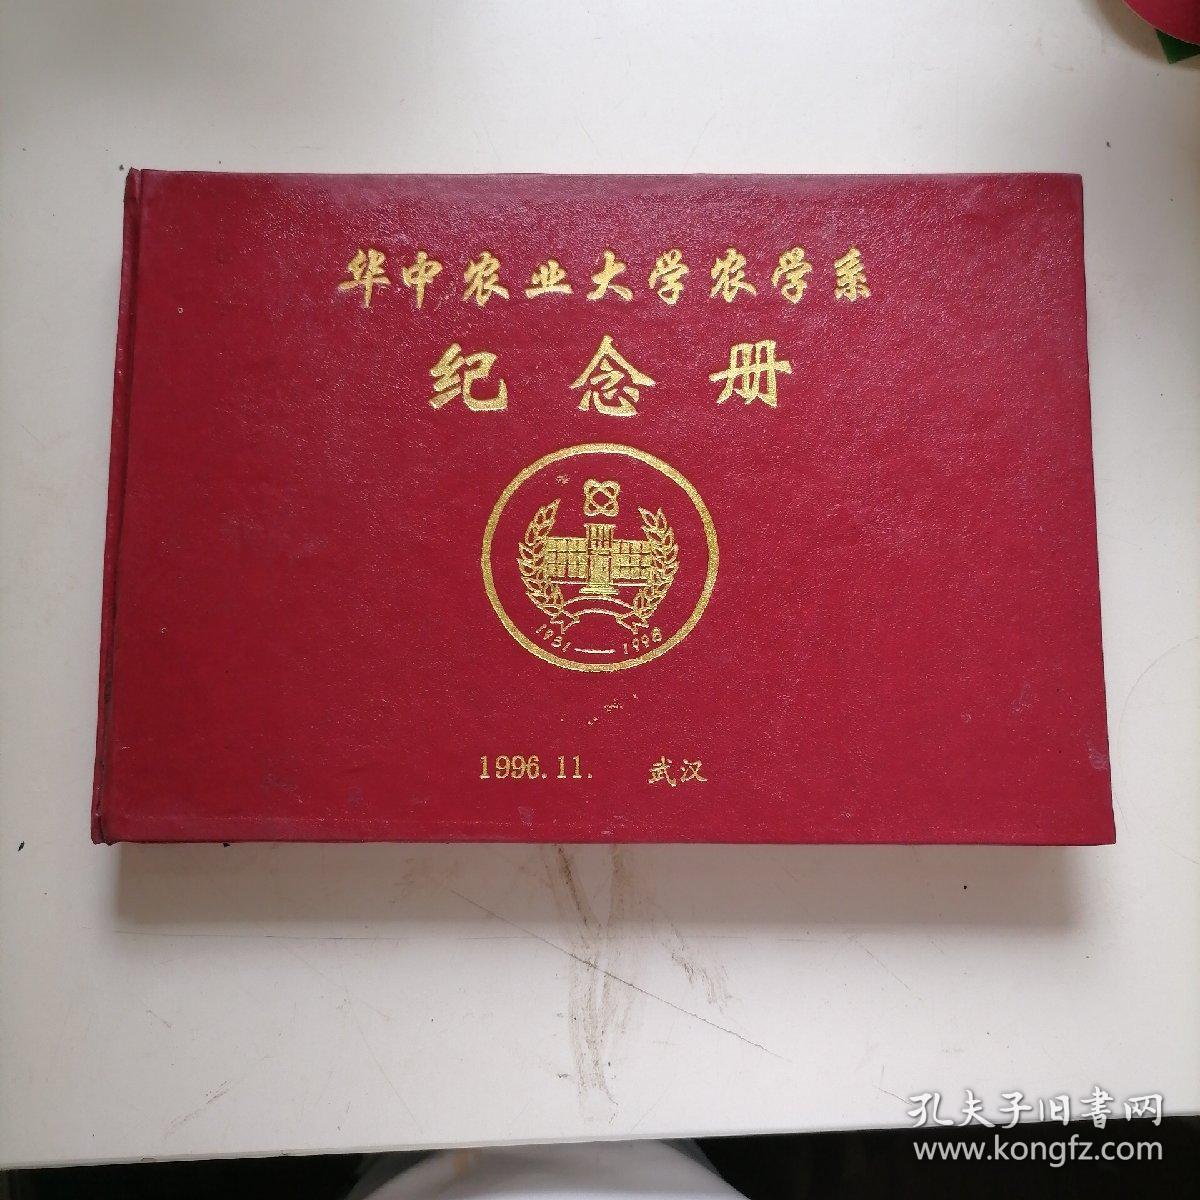 华中农业大学农学系
纪念册
1951——1996
1996.11. 武汉
孔夫子旧書网
www.kongfz.com